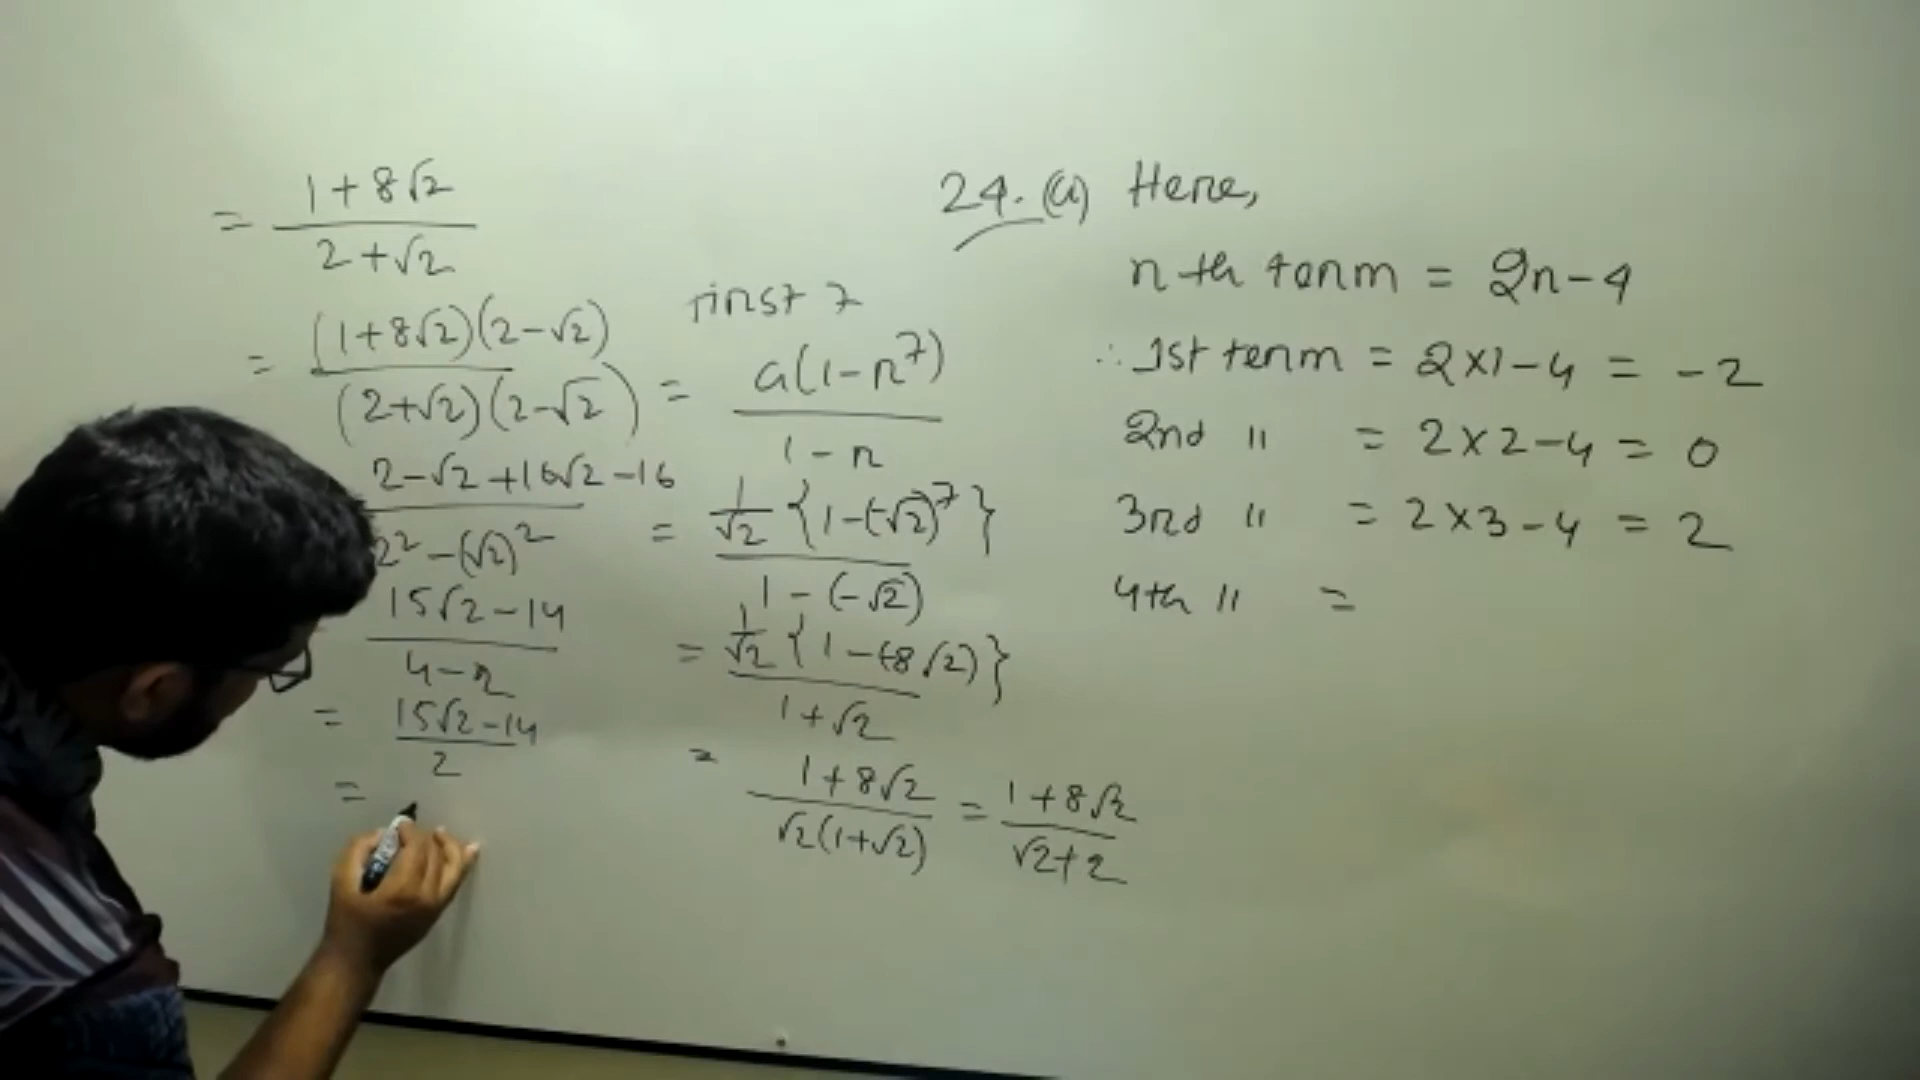 = (1+8√2)/(2+√2)
= (1+8√2)(2-√2)/(2+√2)(2-√2)
2-√2+16√2-16/2²-(√2)²
15√2-14/4-2
= 15√2-14/2
=
first 7
= a(1-r⁷)/1-r
= 1/√2 {1-(-√2)⁷}/1-(-√2)
= 1/√2 {1-(-8√2)}/1+√2
= 1+8√2/√2(1+√2) = 1+8√2/√2+2
24. (a) Here,
n th term = 2n-4
∴ 1st term = 2×1-4 = -2
2nd " = 2×2-4 = 0
3rd " = 2×3-4 = 2
4th " =